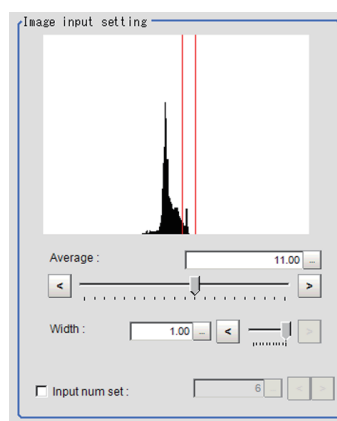 Image input setting
Average :
11.00 ...
< >
Width :
1.00 ... < >
Input num set :
6 ... < >